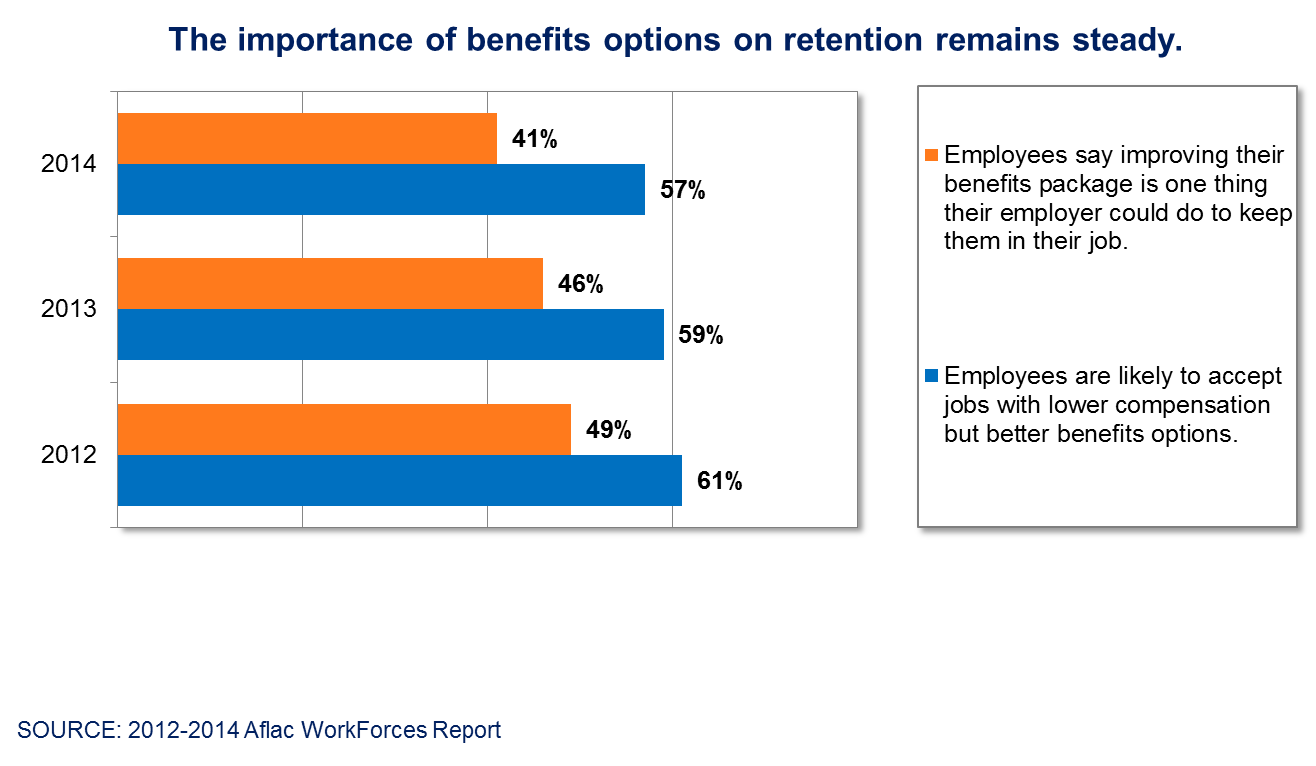 The importance of benefits options on retention remains steady.
2014
41%
57%
2013
46%
59%
2012
49%
61%
Employees say improving their
benefits package is one thing
their employer could do to keep
them in their job.
Employees are likely to accept
jobs with lower compensation
but better benefits options.
SOURCE: 2012-2014 Aflac WorkForces Report